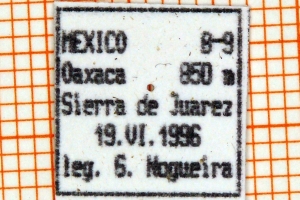 MEXICO 8-9
Oaxaca 850 m
Sierra de Juarez
19.VI.1996
leg. G. Nogueira